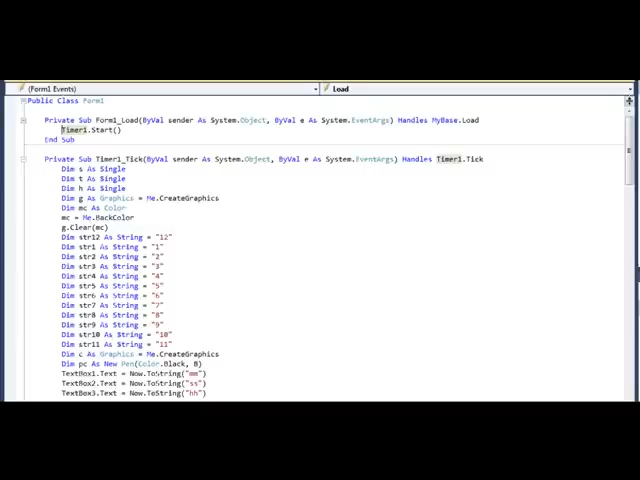 (Form1 Events) Load
Public Class Form1
Private Sub Form1_Load(ByVal sender As System.Object, ByVal e As System.EventArgs) Handles MyBase.Load
Timer1.Start()
End Sub
Private Sub Timer1_Tick(ByVal sender As System.Object, ByVal e As System.EventArgs) Handles Timer1.Tick
Dim s As Single
Dim t As Single
Dim h As Single
Dim g As Graphics = Me.CreateGraphics
Dim mc As Color
mc = Me.BackColor
g.Clear(mc)
Dim str12 As String = "12"
Dim str1 As String = "1"
Dim str2 As String = "2"
Dim str3 As String = "3"
Dim str4 As String = "4"
Dim str5 As String = "5"
Dim str6 As String = "6"
Dim str7 As String = "7"
Dim str8 As String = "8"
Dim str9 As String = "9"
Dim str10 As String = "10"
Dim str11 As String = "11"
Dim c As Graphics = Me.CreateGraphics
Dim pc As New Pen(Color.Black, 8)
TextBox1.Text = Now.ToString("mm")
TextBox2.Text = Now.ToString("ss")
TextBox3.Text = Now.ToString("hh")